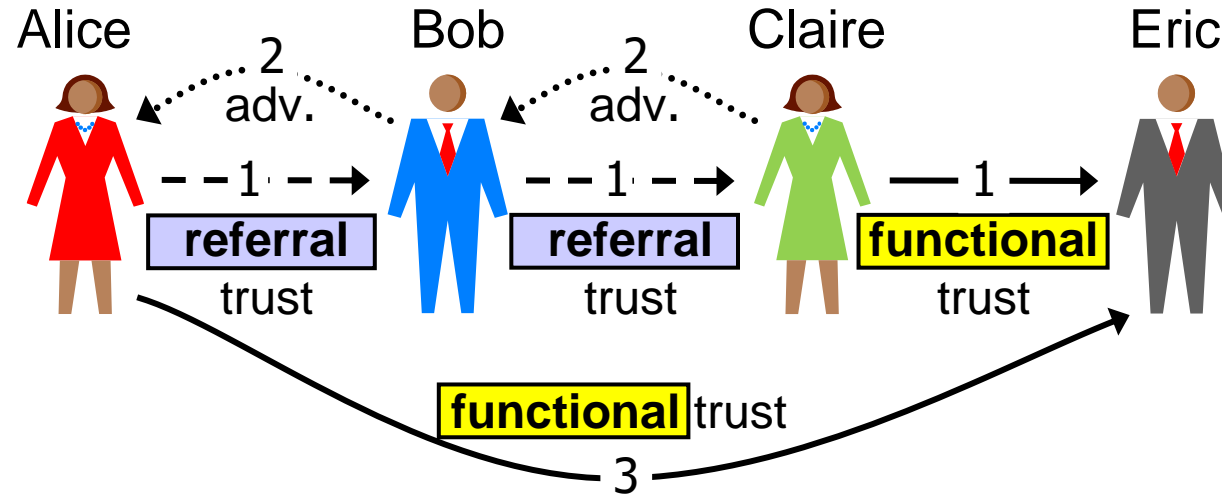 Alice Bob Claire Eric
2 2
adv. adv.
1 1 1
referral referral functional
trust trust trust
functional trust
3